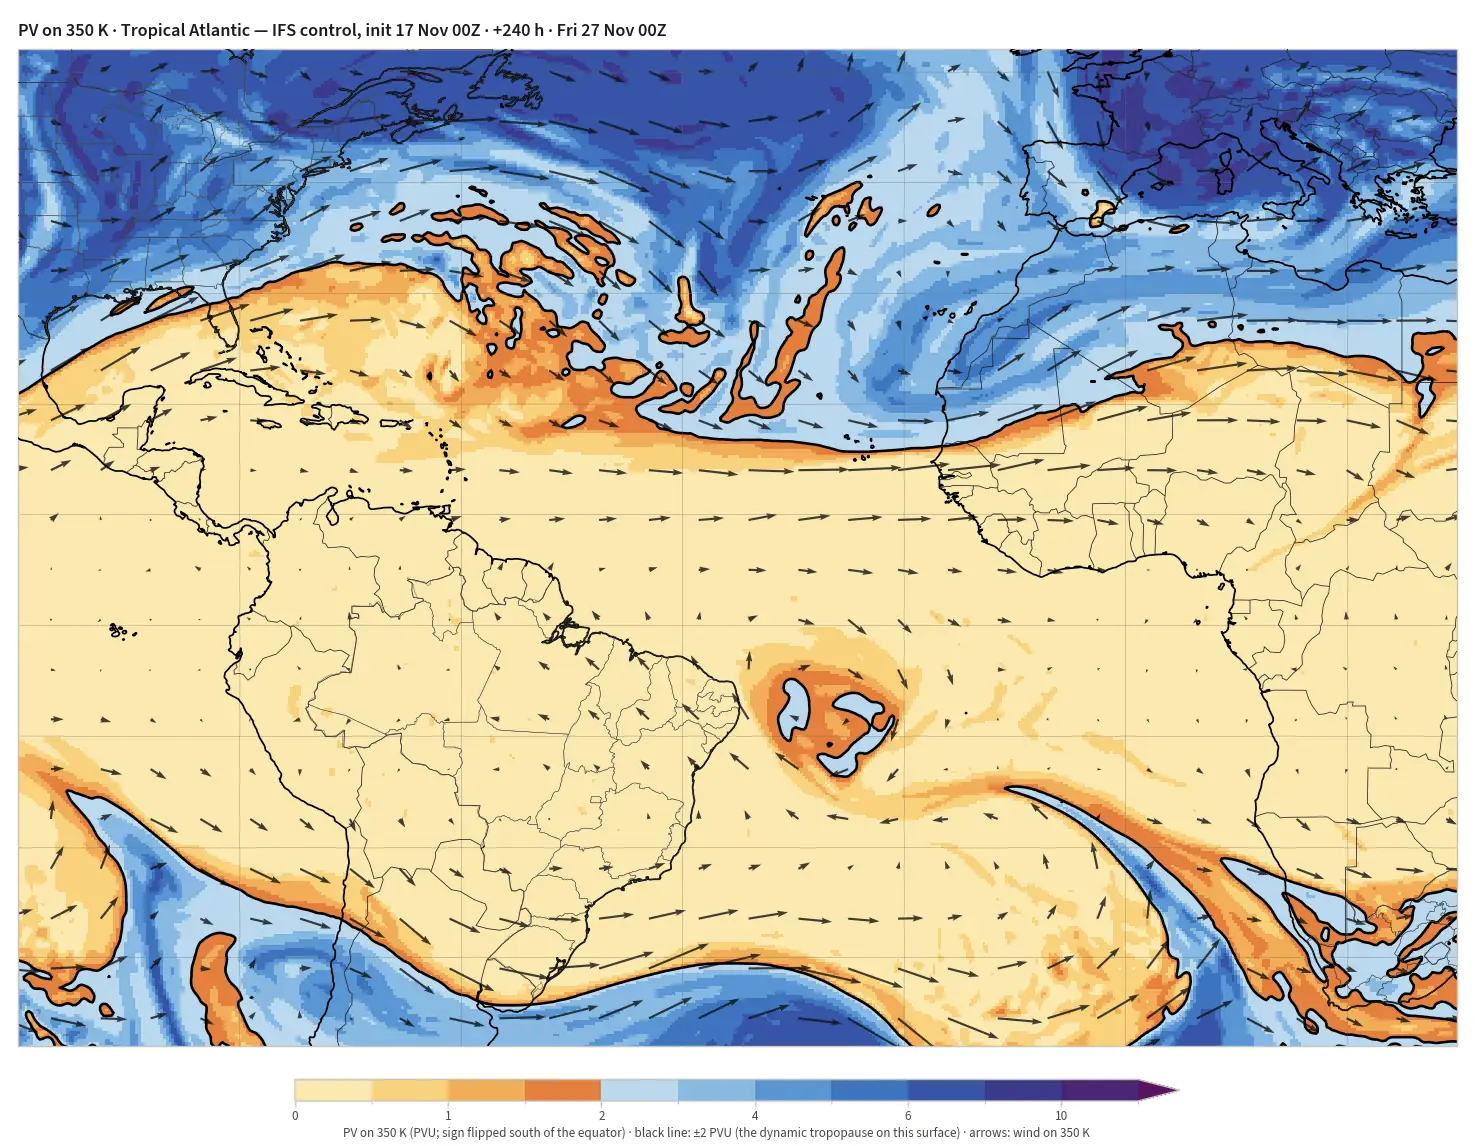 PV on 350 K · Tropical Atlantic — IFS control, init 17 Nov 00Z · +240 h · Fri 27 Nov 00Z
0 1 2 4 6 10
PV on 350 K (PVU; sign flipped south of the equator) · black line: ±2 PVU (the dynamic tropopause on this surface) · arrows: wind on 350 K